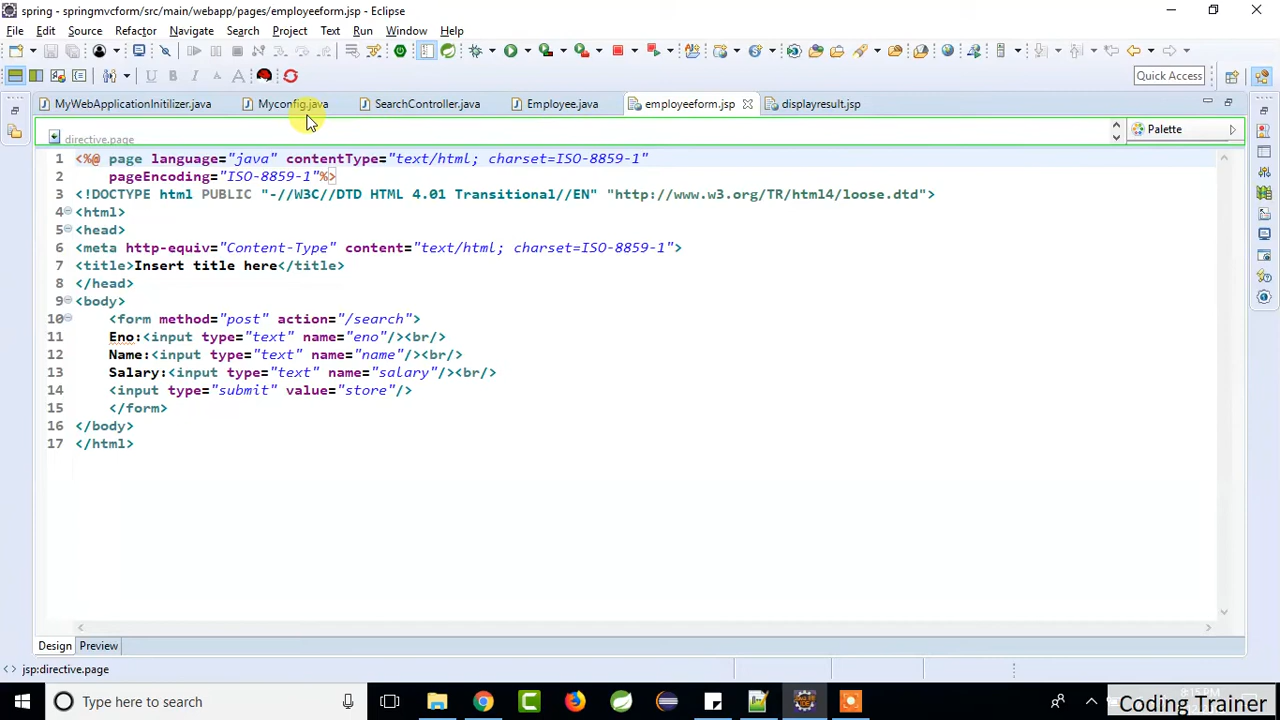 spring - springmvcform/src/main/webapp/pages/employeeform.jsp - Eclipse
File Edit Source Refactor Navigate Search Project Text Run Window Help
Quick Access
MyWebApplicationInitilizer.java Myconfig.java SearchController.java Employee.java employeeform.jsp displayresult.jsp
directive.page
Palette
1 <%@ page language="java" contentType="text/html; charset=ISO-8859-1"
2 pageEncoding="ISO-8859-1"%>
3 <!DOCTYPE html PUBLIC "-//W3C//DTD HTML 4.01 Transitional//EN" "http://www.w3.org/TR/html4/loose.dtd">
4 <html>
5 <head>
6 <meta http-equiv="Content-Type" content="text/html; charset=ISO-8859-1">
7 <title>Insert title here</title>
8 </head>
9 <body>
10 <form method="post" action="/search">
11 Eno:<input type="text" name="eno"/><br/>
12 Name:<input type="text" name="name"/><br/>
13 Salary:<input type="text" name="salary"/><br/>
14 <input type="submit" value="store"/>
15 </form>
16 </body>
17 </html>
Design Preview
jsp:directive.page
Type here to search
Coding Trainer